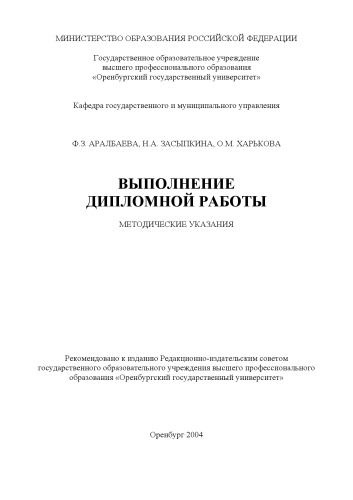 МИНИСТЕРСТВО ОБРАЗОВАНИЯ РОССИЙСКОЙ ФЕДЕРАЦИИ
Государственное образовательное учреждение
высшего профессионального образования
«Оренбургский государственный университет»
Кафедра государственного и муниципального управления
Ф.З. АРАЛБАЕВА, Н.А. ЗАСЫПКИНА, О.М. ХАРЬКОВА
ВЫПОЛНЕНИЕ
ДИПЛОМНОЙ РАБОТЫ
МЕТОДИЧЕСКИЕ УКАЗАНИЯ
Рекомендовано к изданию Редакционно-издательским советом
государственного образовательного учреждения высшего профессионального
образования «Оренбургский государственный университет»
Оренбург 2004